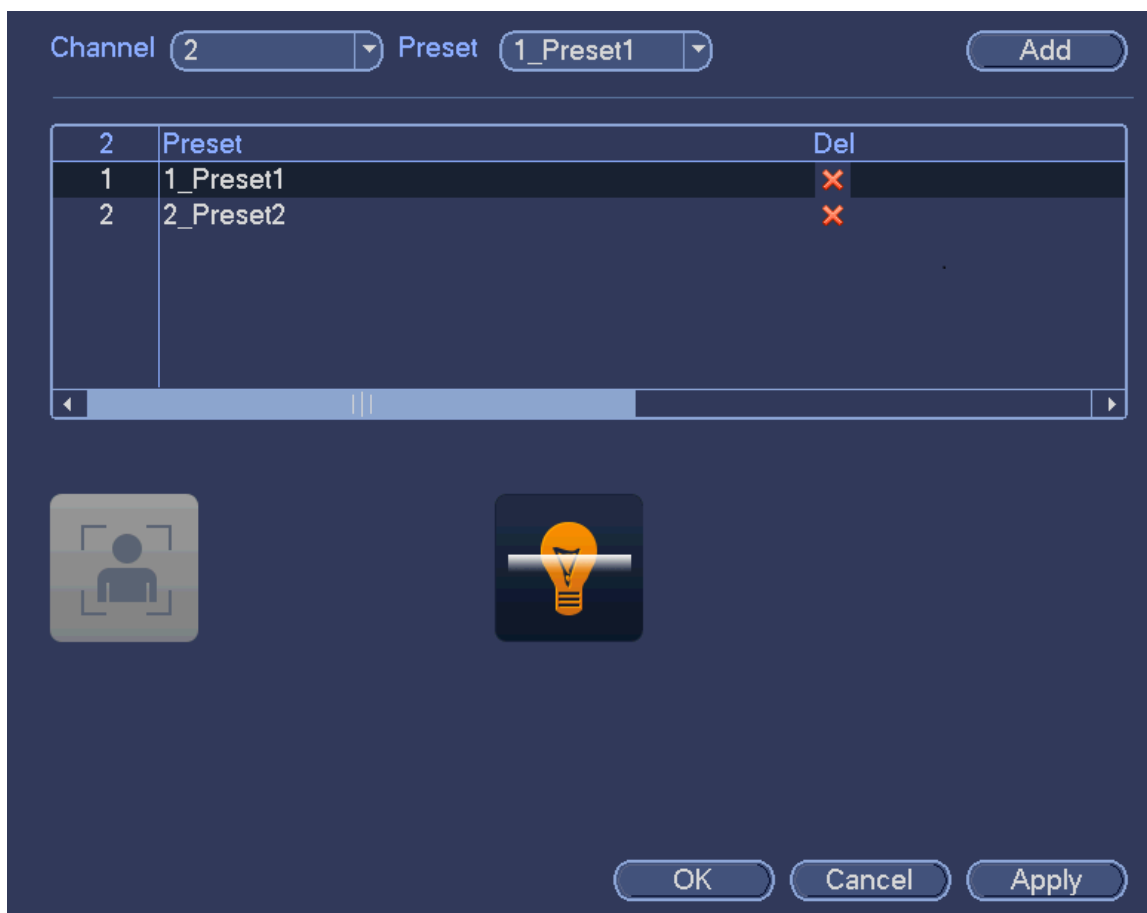 Channel 2 Preset 1_Preset1 Add
2 Preset Del
1 1_Preset1
2 2_Preset2
OK Cancel Apply